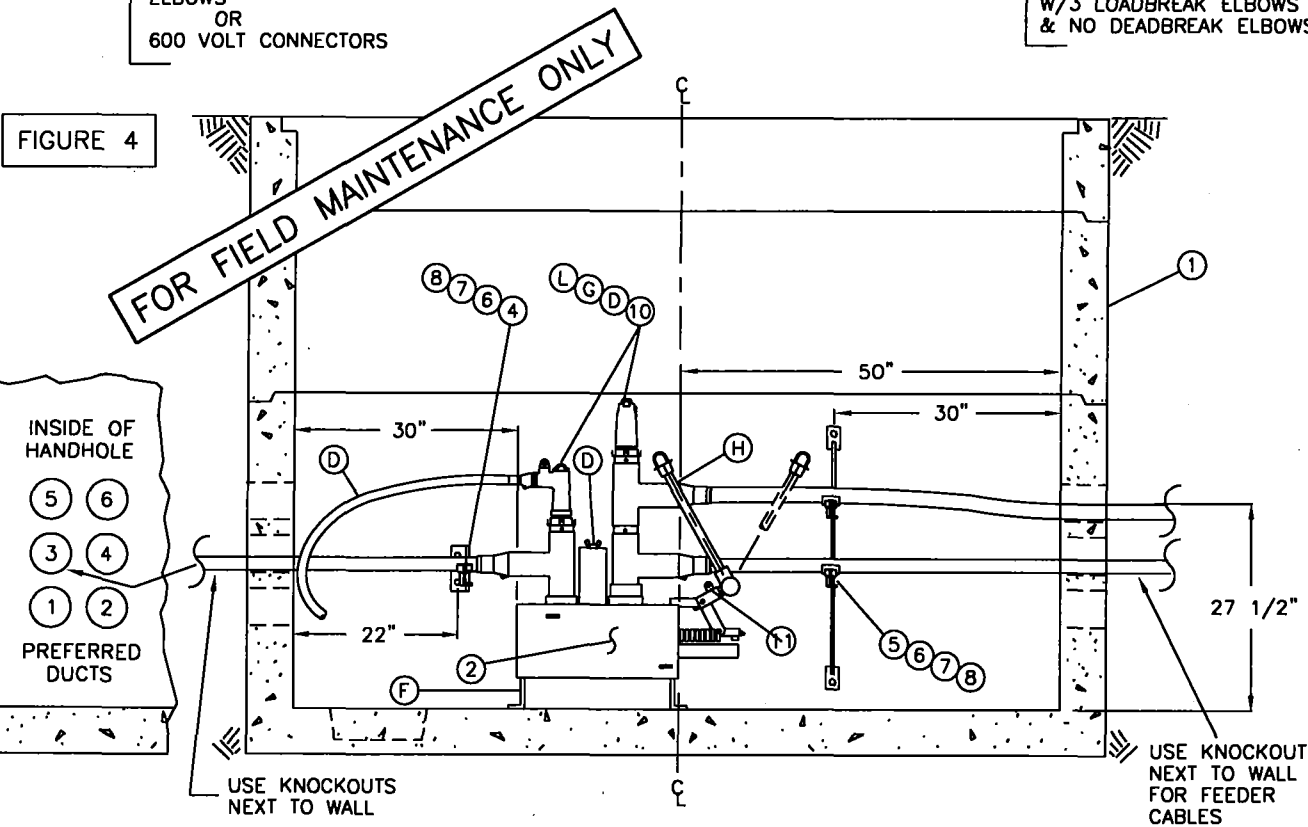 ELBOWS
OR
600 VOLT CONNECTORS
W/3 LOADBREAK ELBOWS
& NO DEADBREAK ELBOWS
FIGURE 4
FOR FIELD MAINTENANCE ONLY
C
L
1
8 7 6 4
L G D 10
50"
30"
30"
INSIDE OF
HANDHOLE
5 6
3 4
1 2
PREFERRED
DUCTS
D
D
H
22"
2
F
11
5 6 7 8
27 1/2"
USE KNOCKOUTS
NEXT TO WALL
C
L
USE KNOCKOUT
NEXT TO WALL
FOR FEEDER
CABLES